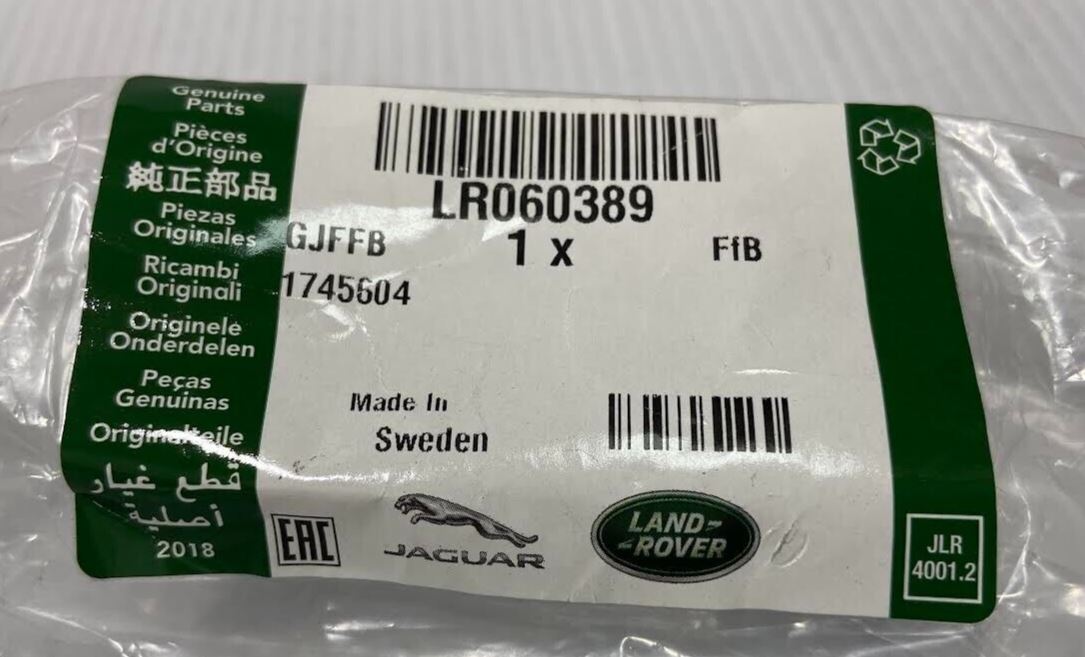 Genuine
Parts
Pièces
d'Origine
純正部品
Piezas
Originales
Ricambi
Originali
Originele
Onderdelen
Peças
Genuinas
Originalteile
قطع غيار
أصلية
2018
LR060389
GJFFB 1 x FfB
1745604
Made In
Sweden
EAC
JAGUAR
LAND-
-ROVER
JLR
4001.2